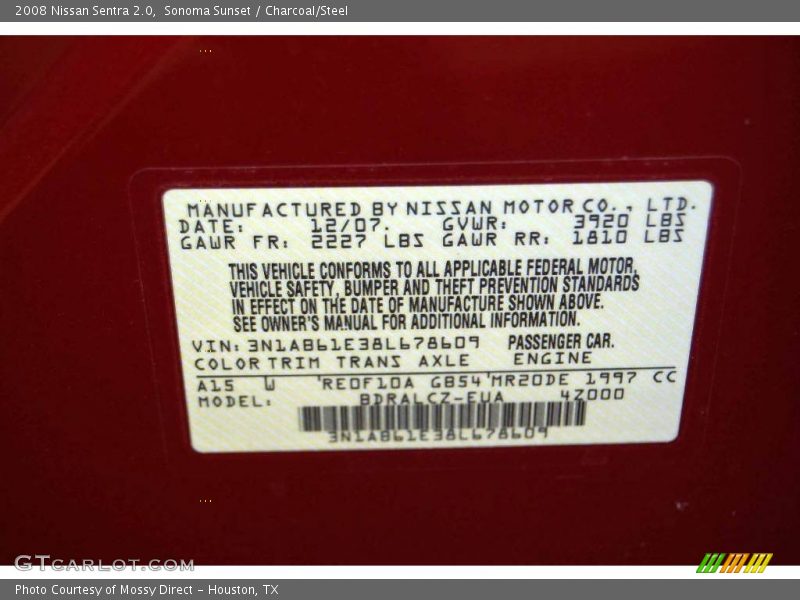 2008 Nissan Sentra 2.0, Sonoma Sunset / Charcoal/Steel
MANUFACTURED BY NISSAN MOTOR CO., LTD.
DATE: 12/07. GVWR: 3920 LBS
GAWR FR: 2227 LBS GAWR RR: 1810 LBS
THIS VEHICLE CONFORMS TO ALL APPLICABLE FEDERAL MOTOR
VEHICLE SAFETY, BUMPER AND THEFT PREVENTION STANDARDS
IN EFFECT ON THE DATE OF MANUFACTURE SHOWN ABOVE.
SEE OWNER'S MANUAL FOR ADDITIONAL INFORMATION.
VIN: 3N1AB61E38L678609 PASSENGER CAR.
COLOR TRIM TRANS AXLE ENGINE
A15 W 'RE0F10A GB54'MR20DE 1997 CC
MODEL: BDRALCZ-EUA 4Z000
3N1AB61E38L678609
GTCARLOT.COM
Photo Courtesy of Mossy Direct - Houston, TX